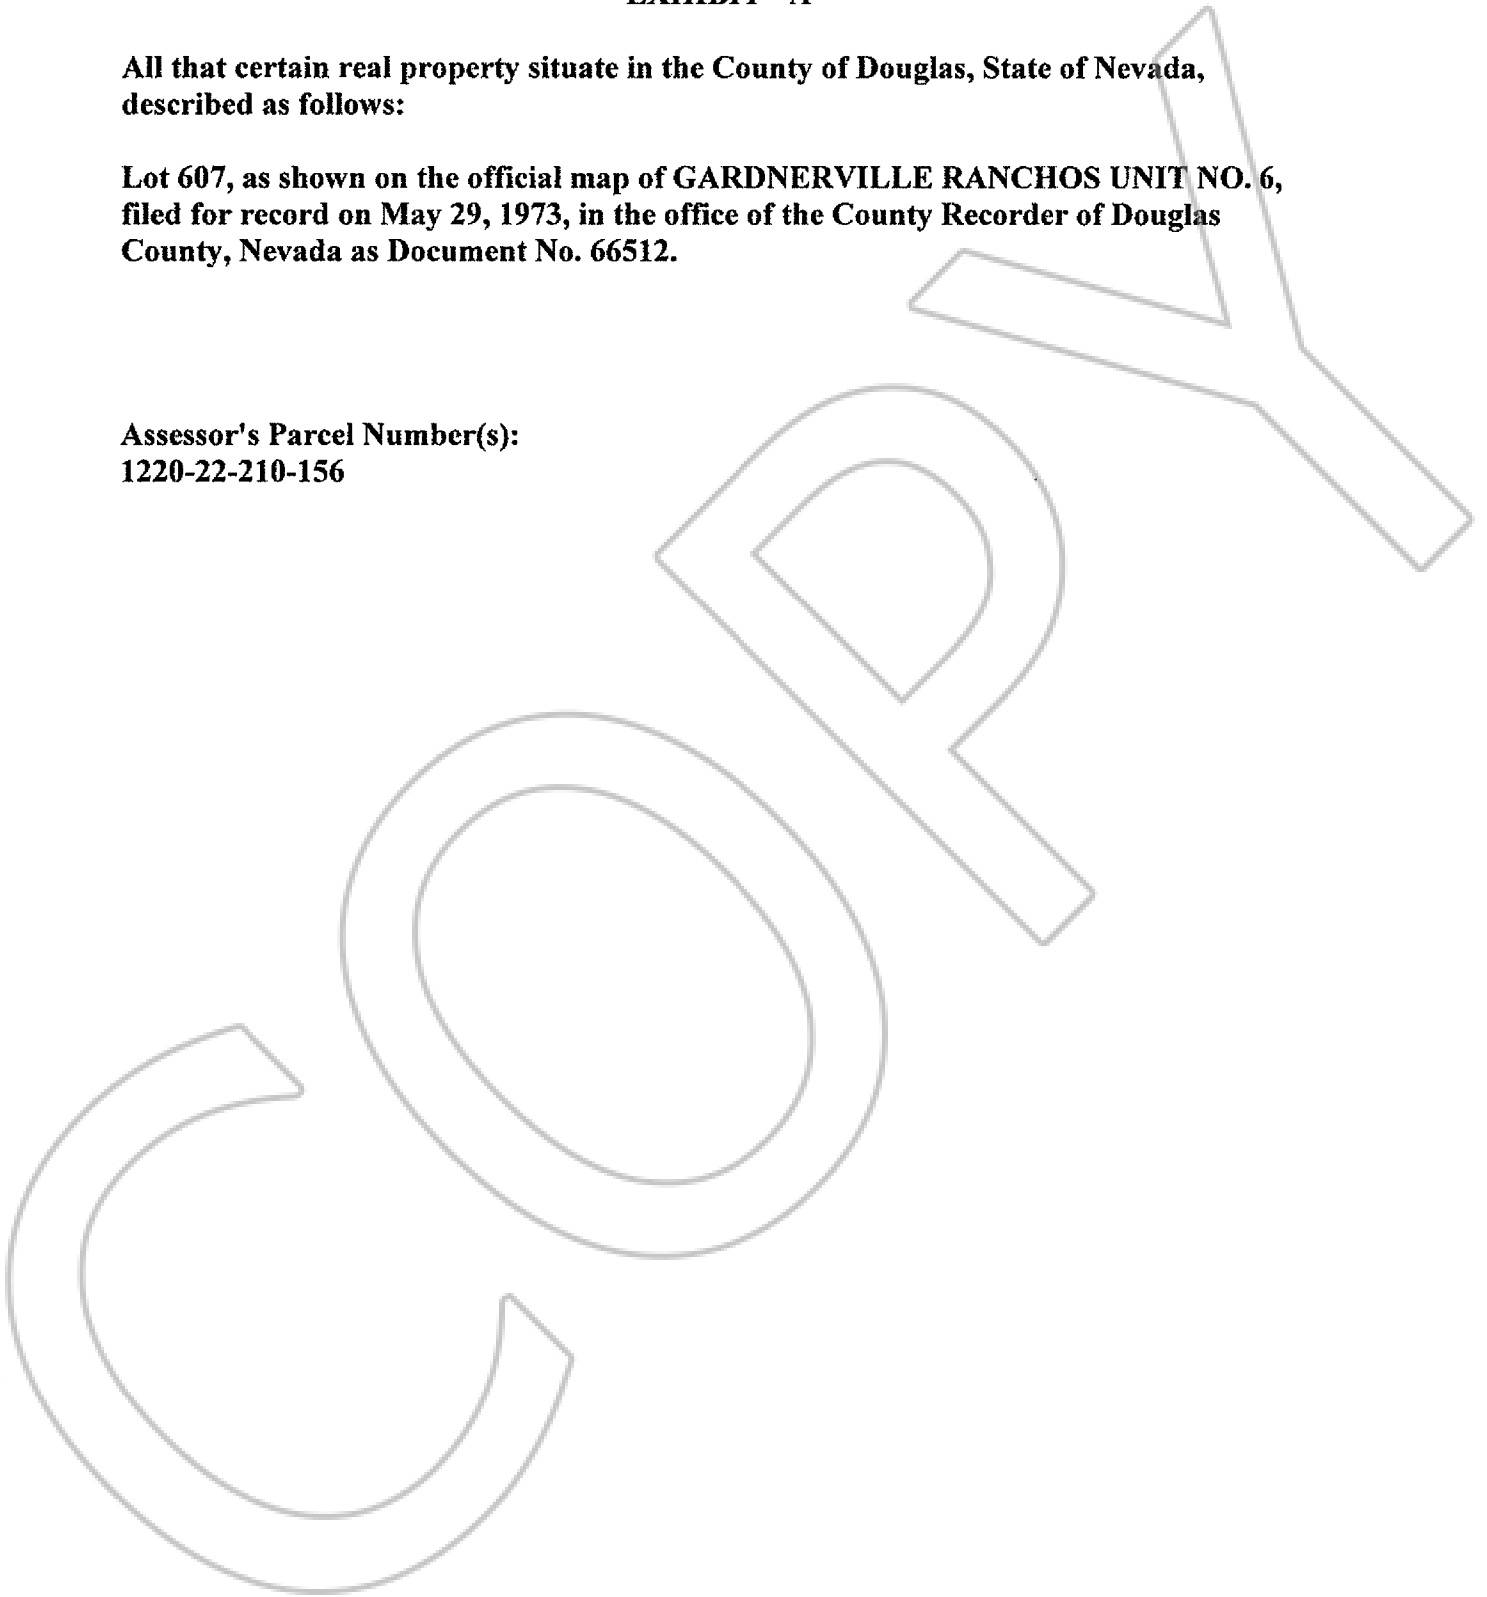 EXHIBIT "A"
All that certain real property situate in the County of Douglas, State of Nevada,
described as follows:
Lot 607, as shown on the official map of GARDNERVILLE RANCHOS UNIT NO. 6,
filed for record on May 29, 1973, in the office of the County Recorder of Douglas
County, Nevada as Document No. 66512.
Assessor's Parcel Number(s):
1220-22-210-156
COPY